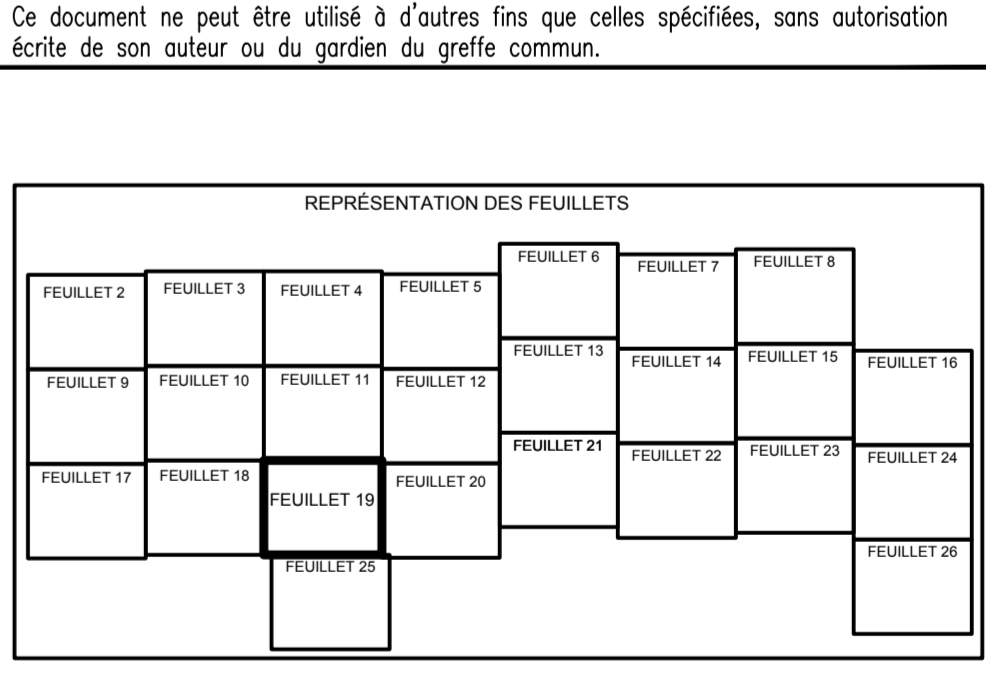 Ce document ne peut être utilisé à d'autres fins que celles spécifiées, sans autorisation
écrite de son auteur ou du gardien du greffe commun.
REPRÉSENTATION DES FEUILLETS
FEUILLET 2
FEUILLET 3
FEUILLET 4
FEUILLET 5
FEUILLET 6
FEUILLET 7
FEUILLET 8
FEUILLET 9
FEUILLET 10
FEUILLET 11
FEUILLET 12
FEUILLET 13
FEUILLET 14
FEUILLET 15
FEUILLET 16
FEUILLET 17
FEUILLET 18
FEUILLET 19
FEUILLET 20
FEUILLET 21
FEUILLET 22
FEUILLET 23
FEUILLET 24
FEUILLET 25
FEUILLET 26